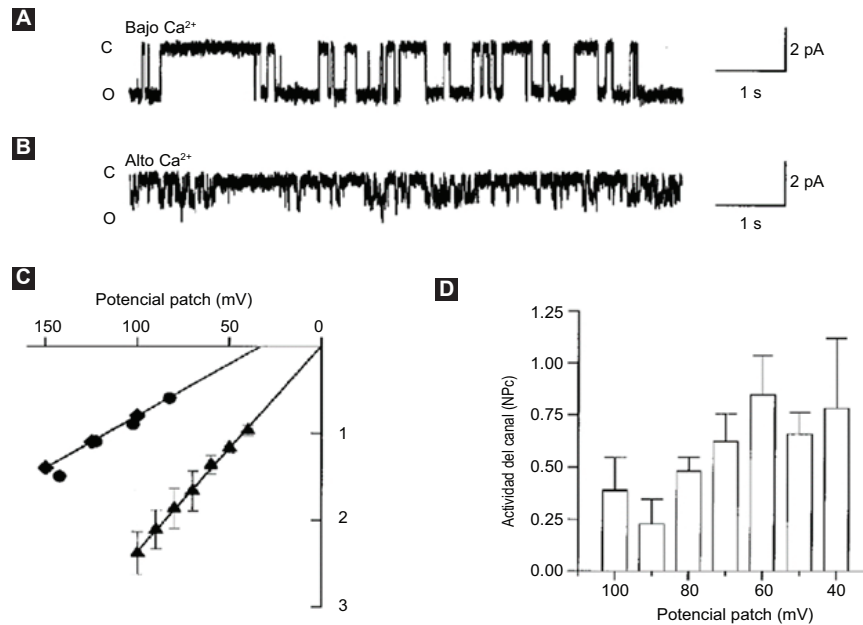 A
Bajo Ca²⁺
C
O
2 pA
1 s
B
Alto Ca²⁺
C
O
2 pA
1 s
C
Potencial patch (mV)
150 100 50 0
1
2
3
D
Actividad del canal (NPc)
1.25
1.00
0.75
0.50
0.25
0.00
100 80 60 40
Potencial patch (mV)